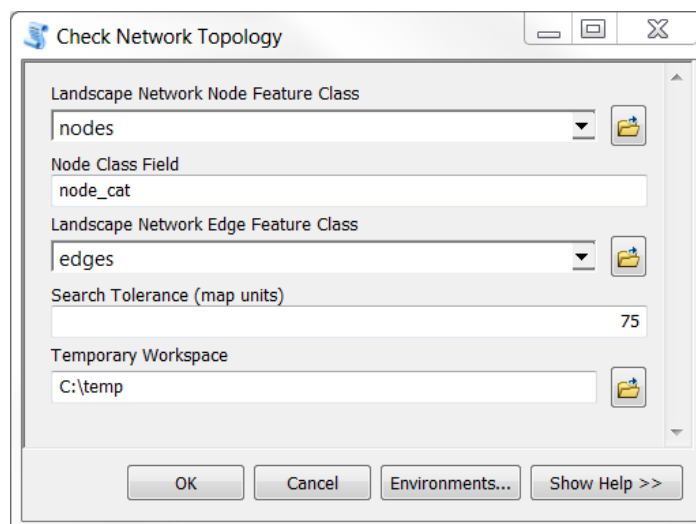 Check Network Topology
Landscape Network Node Feature Class
nodes
Node Class Field
node_cat
Landscape Network Edge Feature Class
edges
Search Tolerance (map units)
75
Temporary Workspace
C:\temp
OK Cancel Environments... Show Help >>